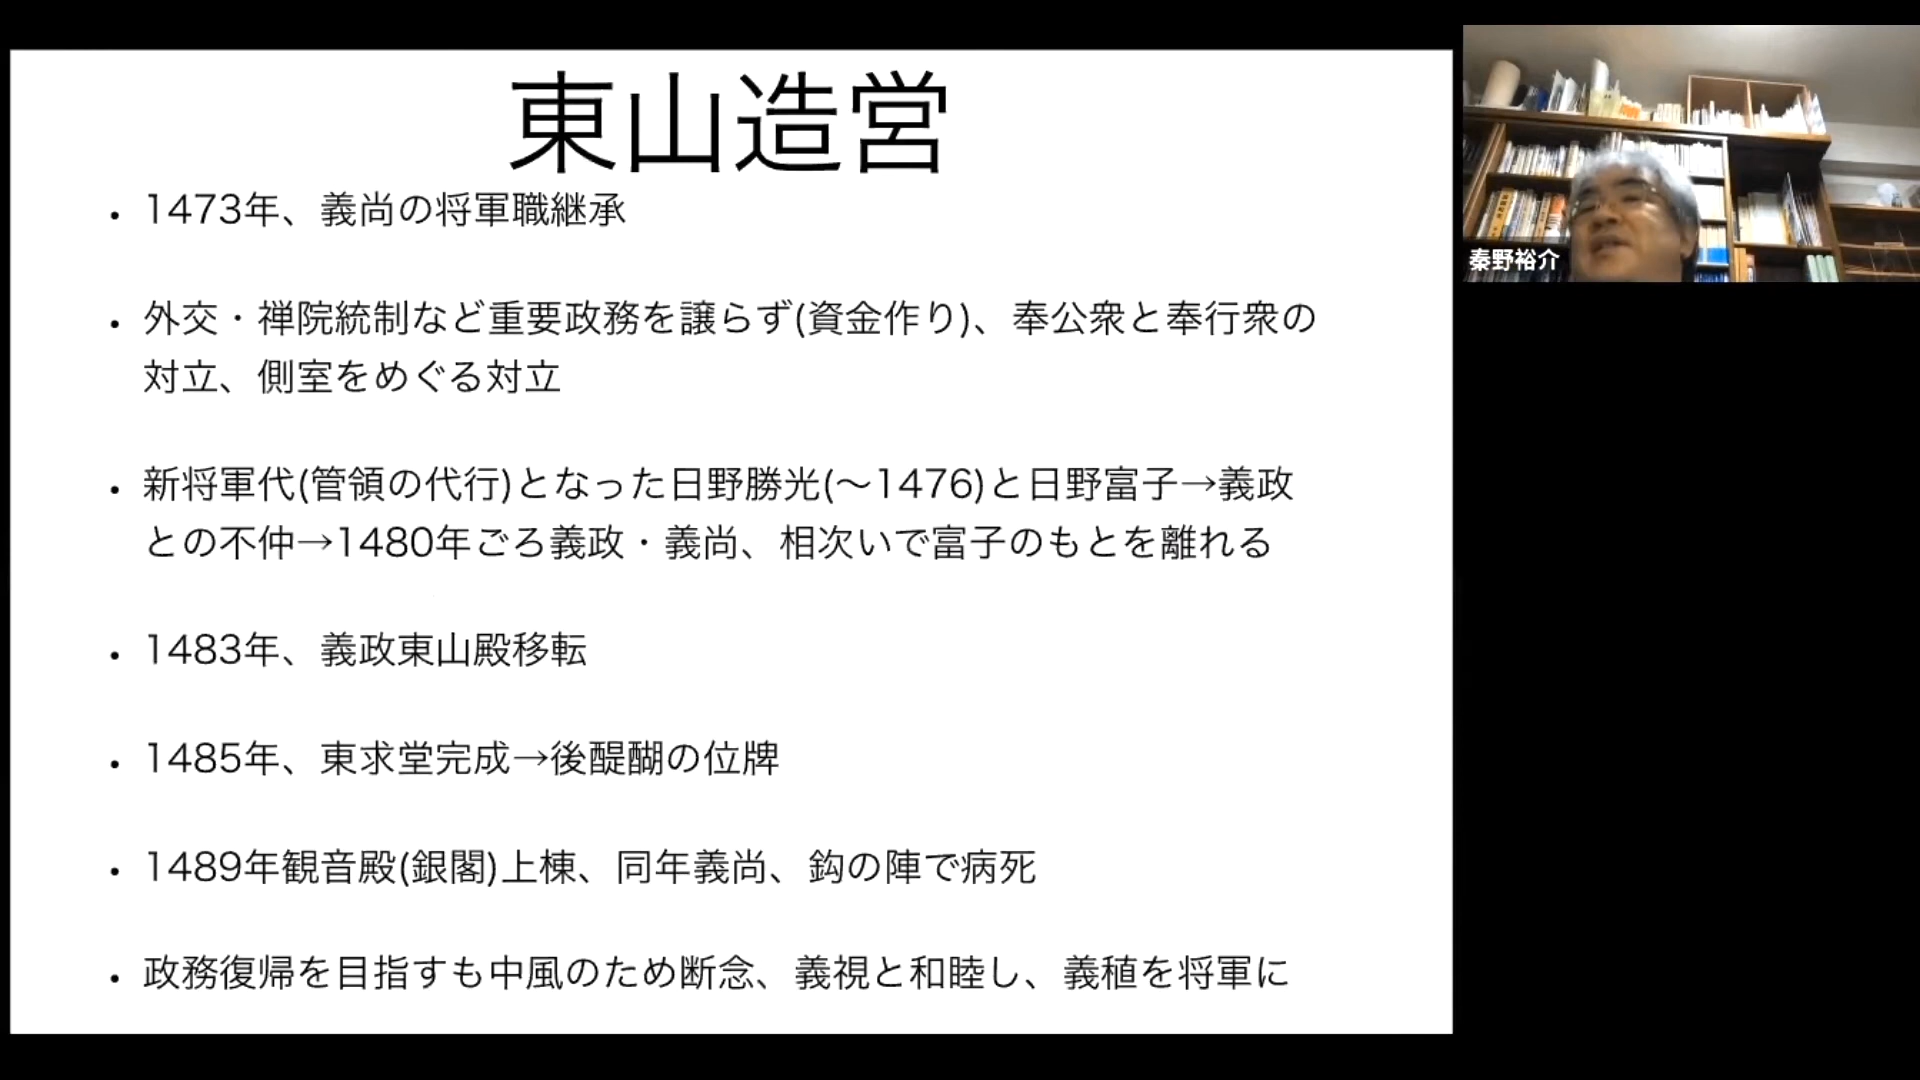 東山造営
• 1473年、義尚の将軍職継承
• 外交・禅院統制など重要政務を譲らず(資金作り)、奉公衆と奉行衆の
対立、側室をめぐる対立
• 新将軍代(管領の代行)となった日野勝光(〜1476)と日野富子→義政
との不仲→1480年ごろ義政・義尚、相次いで富子のもとを離れる
• 1483年、義政東山殿移転
• 1485年、東求堂完成→後醍醐の位牌
• 1489年観音殿(銀閣)上棟、同年義尚、鈎の陣で病死
• 政務復帰を目指すも中風のため断念、義視と和睦し、義稙を将軍に
秦野裕介